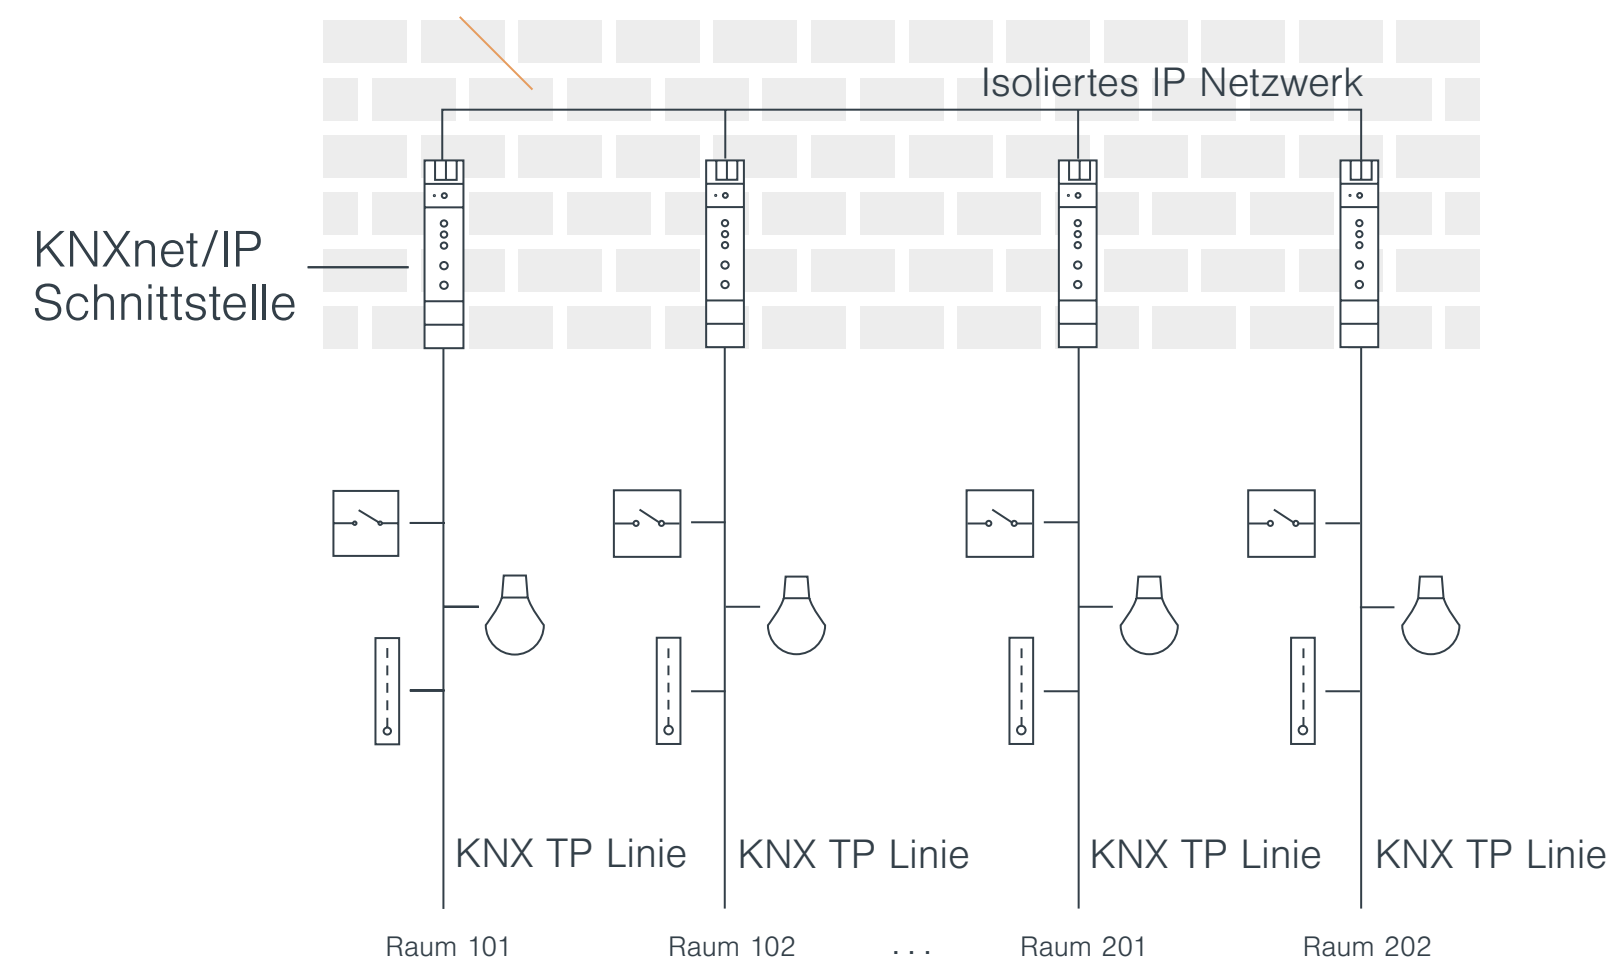 Isoliertes IP Netzwerk
KNXnet/IP
Schnittstelle
KNX TP Linie
KNX TP Linie
KNX TP Linie
KNX TP Linie
Raum 101
Raum 102
...
Raum 201
Raum 202